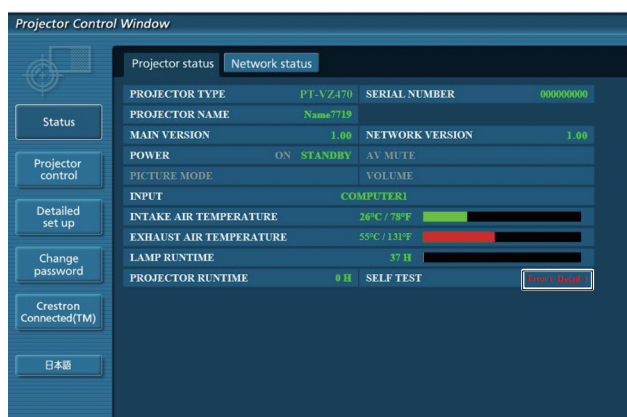 Projector Control Window
Projector status
Network status
Status
Projector control
Detailed set up
Change password
Crestron Connected(TM)
日本語
PROJECTOR TYPE PT-VZ470 SERIAL NUMBER 000000000
PROJECTOR NAME Name7719
MAIN VERSION 1.00 NETWORK VERSION 1.00
POWER ON STANDBY AV MUTE
PICTURE MODE VOLUME
INPUT COMPUTER1
INTAKE AIR TEMPERATURE 26°C / 78°F
EXHAUST AIR TEMPERATURE 55°C / 131°F
LAMP RUNTIME 37 H
PROJECTOR RUNTIME 0 H SELF TEST